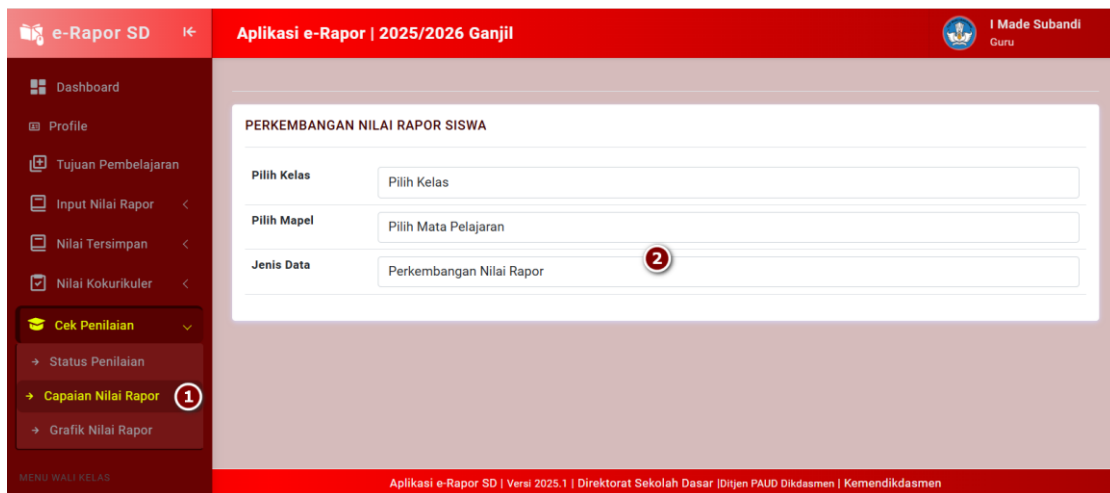 e-Rapor SD
Aplikasi e-Rapor | 2025/2026 Ganjil
I Made Subandi
Guru
Dashboard
Profile
Tujuan Pembelajaran
Input Nilai Rapor
Nilai Tersimpan
Nilai Kokurikuler
Cek Penilaian
Status Penilaian
Capaian Nilai Rapor 1
Grafik Nilai Rapor
MENU WALI KELAS
PERKEMBANGAN NILAI RAPOR SISWA
Pilih Kelas
Pilih Kelas
Pilih Mapel
Pilih Mata Pelajaran
2
Jenis Data
Perkembangan Nilai Rapor
Aplikasi e-Rapor SD | Versi 2025.1 | Direktorat Sekolah Dasar |Ditjen PAUD Dikdasmen | Kemendikdasmen